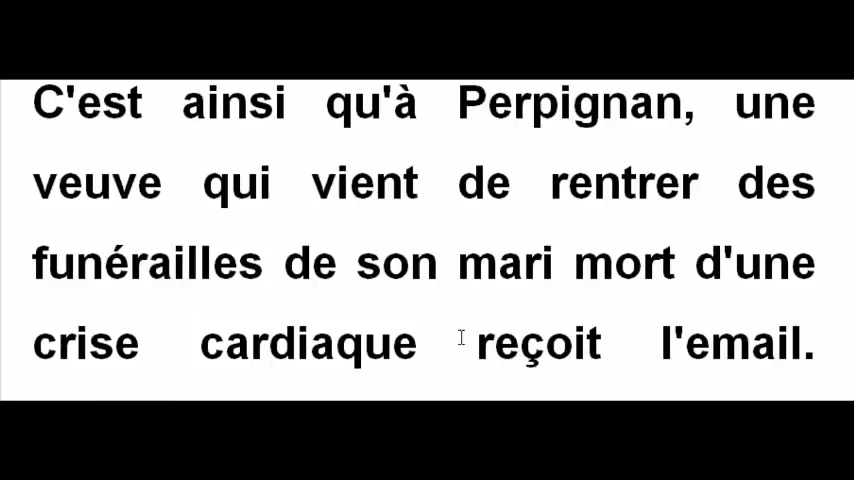 C'est ainsi qu'à Perpignan, une
veuve qui vient de rentrer des
funérailles de son mari mort d'une
crise cardiaque reçoit l'email.